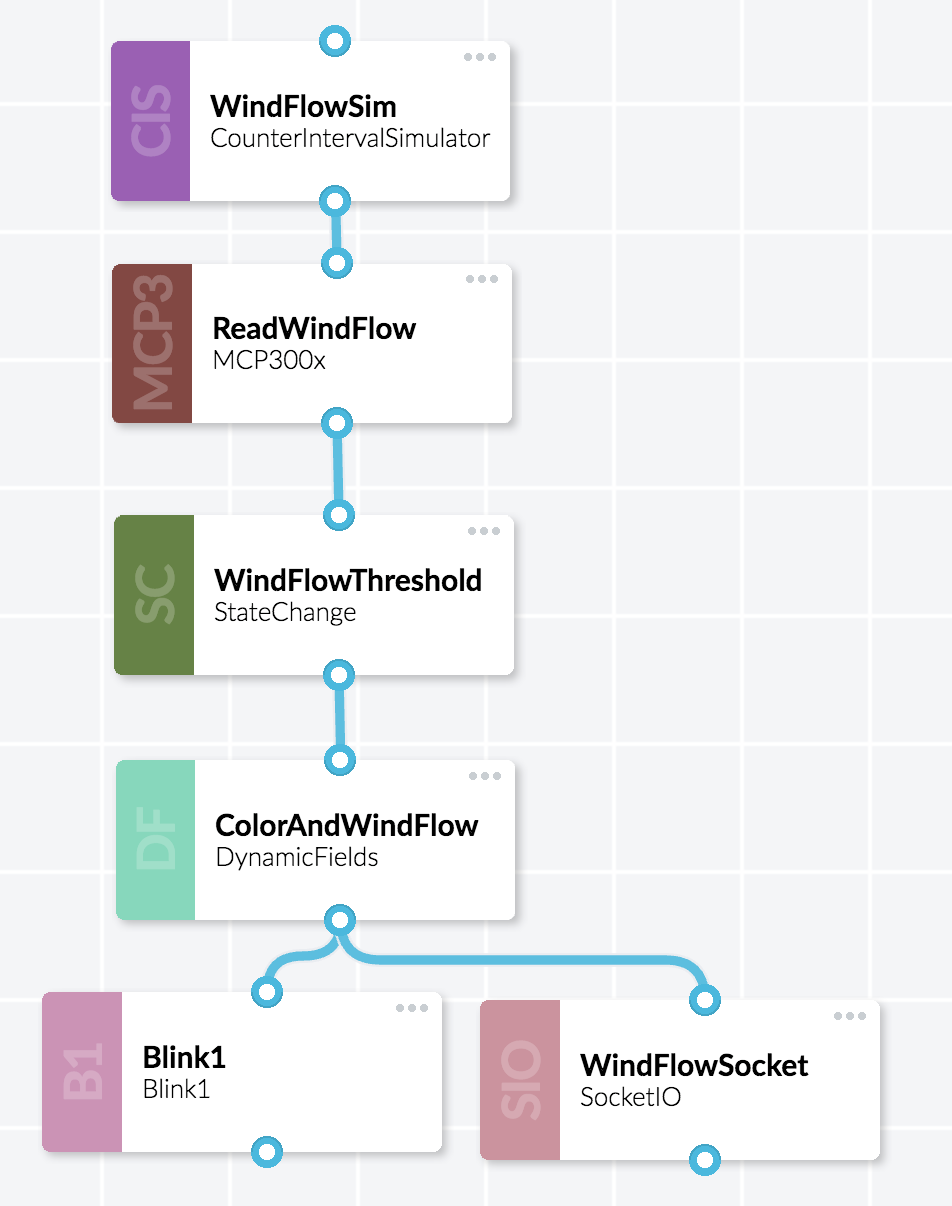 CIS
WindFlowSim
CounterIntervalSimulator
MCP3
ReadWindFlow
MCP300x
SC
WindFlowThreshold
StateChange
DF
ColorAndWindFlow
DynamicFields
B1
Blink1
Blink1
SIO
WindFlowSocket
SocketIO